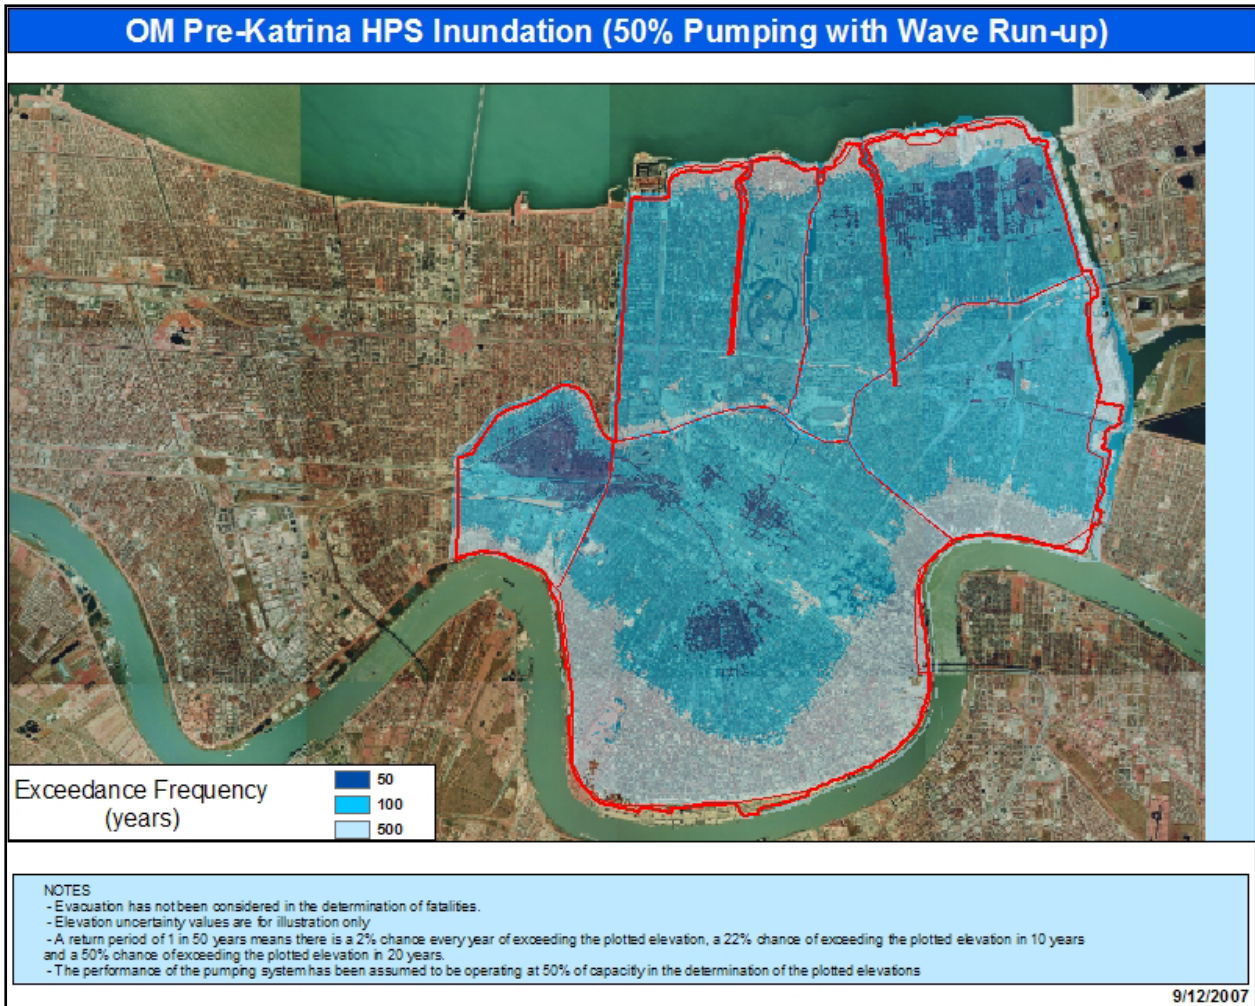 OM Pre-Katrina HPS Inundation (50% Pumping with Wave Run-up)
Exceedance Frequency
(years)
50
100
500
NOTES
- Evacuation has not been considered in the determination of fatalities.
- Elevation uncertainty values are for illustration only
- A return period of 1 in 50 years means there is a 2% chance every year of exceeding the plotted elevation, a 22% chance of exceeding the plotted elevation in 10 years
and a 50% chance of exceeding the plotted elevation in 20 years.
- The performance of the pumping system has been assumed to be operating at 50% of capacity in the determination of the plotted elevations
9/12/2007